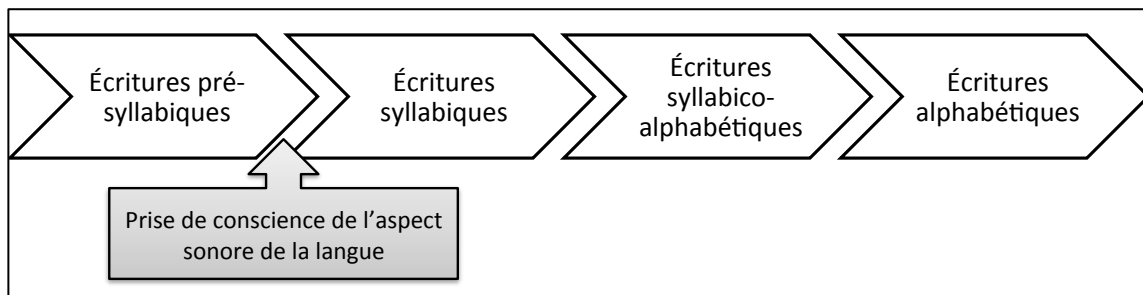 Écritures pré-
syllabiques
Écritures
syllabiques
Écritures
syllabico-
alphabétiques
Écritures
alphabétiques
Prise de conscience de l’aspect
sonore de la langue